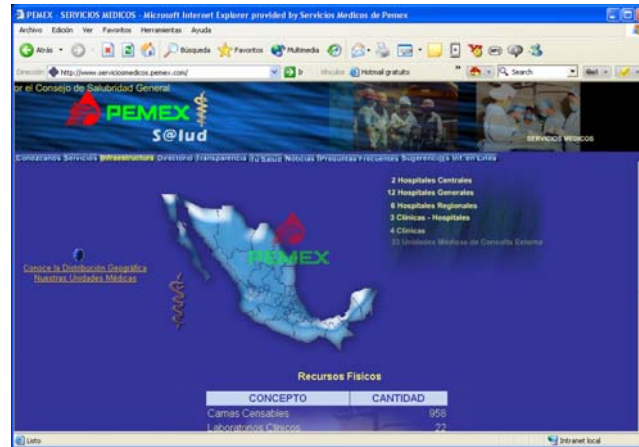 PEMEX - SERVICIOS MEDICOS - Microsoft Internet Explorer provided by Servicios Medicos de Pemex
Archivo Edición Ver Favoritos Herramientas Ayuda
Atrás Búsqueda Favoritos Multimedia
Dirección http://www.serviciosmedicos.pemex.com/ Ir Vínculos Hotmail gratuito Search
or el Consejo de Salubridad General
PEMEX
S@lud
SERVICIOS MEDICOS
Conózcanos Servicios Infraestructura Directorio Transparencia Tu Salud Noticias Preguntas Frecuentes Sugerencias Inf. en Línea
2 Hospitales Centrales
12 Hospitales Generales
6 Hospitales Regionales
3 Clínicas - Hospitales
4 Clínicas
33 Unidades Médicas de Consulta Externa
PEMEX
Conoce la Distribución Geográfica
Nuestras Unidades Médicas
Recursos Físicos
CONCEPTO CANTIDAD
Camas Censables 958
Laboratorios Clínicos 22
Listo Intranet local